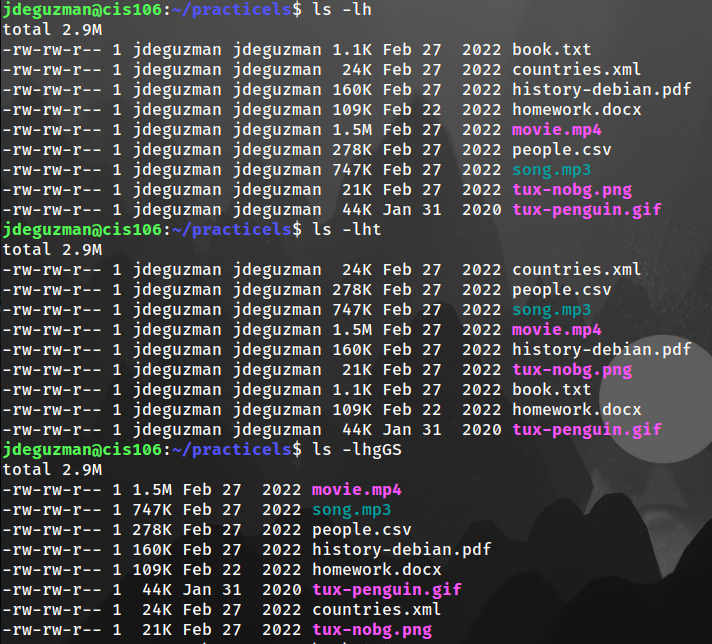 jdeguzman@cis106:~/practicels$ ls -lh
total 2.9M
-rw-rw-r-- 1 jdeguzman jdeguzman 1.1K Feb 27  2022 book.txt
-rw-rw-r-- 1 jdeguzman jdeguzman  24K Feb 27  2022 countries.xml
-rw-rw-r-- 1 jdeguzman jdeguzman 160K Feb 27  2022 history-debian.pdf
-rw-rw-r-- 1 jdeguzman jdeguzman 109K Feb 22  2022 homework.docx
-rw-rw-r-- 1 jdeguzman jdeguzman 1.5M Feb 27  2022 movie.mp4
-rw-rw-r-- 1 jdeguzman jdeguzman 278K Feb 27  2022 people.csv
-rw-rw-r-- 1 jdeguzman jdeguzman 747K Feb 27  2022 song.mp3
-rw-rw-r-- 1 jdeguzman jdeguzman  21K Feb 27  2022 tux-nobg.png
-rw-rw-r-- 1 jdeguzman jdeguzman  44K Jan 31  2020 tux-penguin.gif
jdeguzman@cis106:~/practicels$ ls -lht
total 2.9M
-rw-rw-r-- 1 jdeguzman jdeguzman  24K Feb 27  2022 countries.xml
-rw-rw-r-- 1 jdeguzman jdeguzman 278K Feb 27  2022 people.csv
-rw-rw-r-- 1 jdeguzman jdeguzman 747K Feb 27  2022 song.mp3
-rw-rw-r-- 1 jdeguzman jdeguzman 1.5M Feb 27  2022 movie.mp4
-rw-rw-r-- 1 jdeguzman jdeguzman 160K Feb 27  2022 history-debian.pdf
-rw-rw-r-- 1 jdeguzman jdeguzman  21K Feb 27  2022 tux-nobg.png
-rw-rw-r-- 1 jdeguzman jdeguzman 1.1K Feb 27  2022 book.txt
-rw-rw-r-- 1 jdeguzman jdeguzman 109K Feb 22  2022 homework.docx
-rw-rw-r-- 1 jdeguzman jdeguzman  44K Jan 31  2020 tux-penguin.gif
jdeguzman@cis106:~/practicels$ ls -lhgGS
total 2.9M
-rw-rw-r-- 1 1.5M Feb 27  2022 movie.mp4
-rw-rw-r-- 1 747K Feb 27  2022 song.mp3
-rw-rw-r-- 1 278K Feb 27  2022 people.csv
-rw-rw-r-- 1 160K Feb 27  2022 history-debian.pdf
-rw-rw-r-- 1 109K Feb 22  2022 homework.docx
-rw-rw-r-- 1  44K Jan 31  2020 tux-penguin.gif
-rw-rw-r-- 1  24K Feb 27  2022 countries.xml
-rw-rw-r-- 1  21K Feb 27  2022 tux-nobg.png